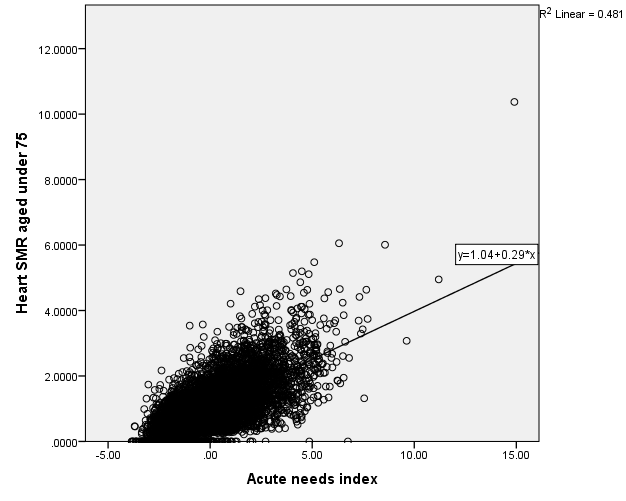 R2 Linear = 0.481
12.0000
10.0000
8.0000
6.0000
4.0000
2.0000
.0000
Heart SMR aged under 75
y=1.04+0.29*x
-5.00 .00 5.00 10.00 15.00
Acute needs index